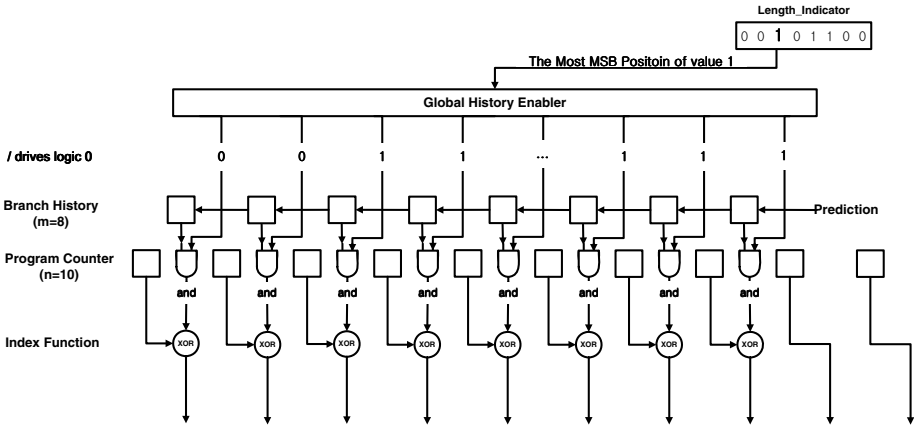 Length_Indicator
0 0 1 0 1 1 0 0
The Most MSB Positoin of value 1
Global History Enabler
/ drives logic 0 0 0 1 1 ... 1 1 1
Branch History
(m=8)
Prediction
Program Counter
(n=10)
and and and and and and and and
Index Function XOR XOR XOR XOR XOR XOR XOR XOR